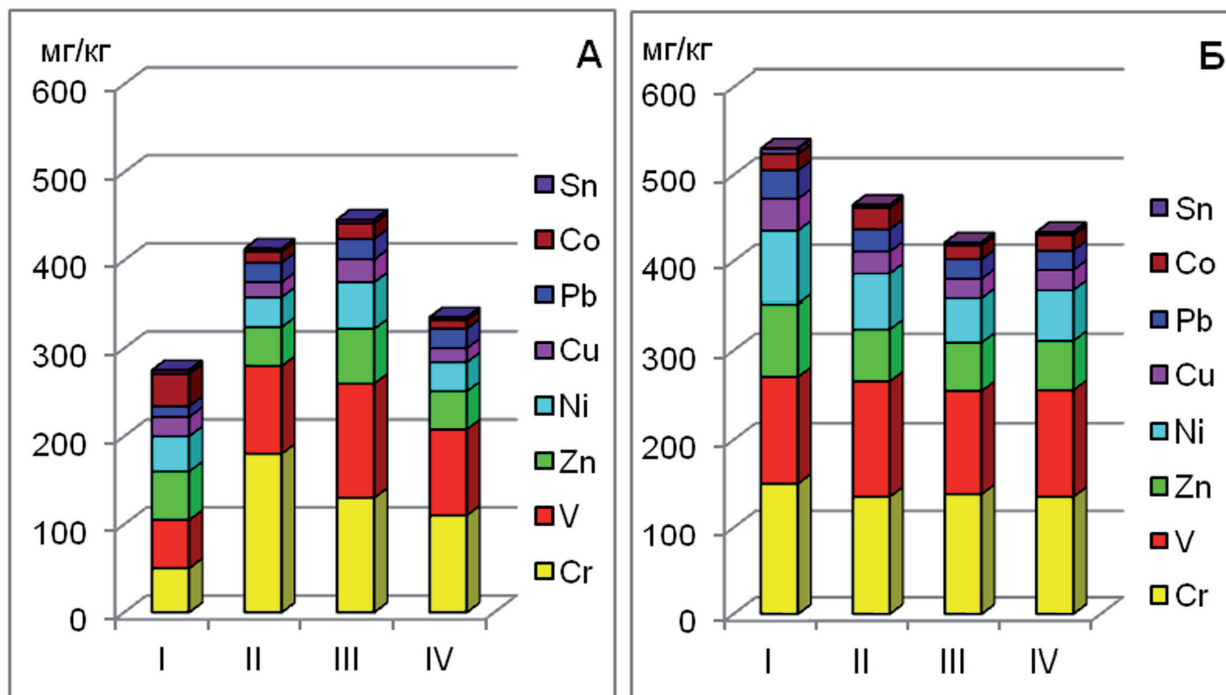 мг/кг
А
600
500
400
300
200
100
0
I II III IV
Sn
Co
Pb
Cu
Ni
Zn
V
Cr
мг/кг
Б
600
500
400
300
200
100
0
I II III IV
Sn
Co
Pb
Cu
Ni
Zn
V
Cr